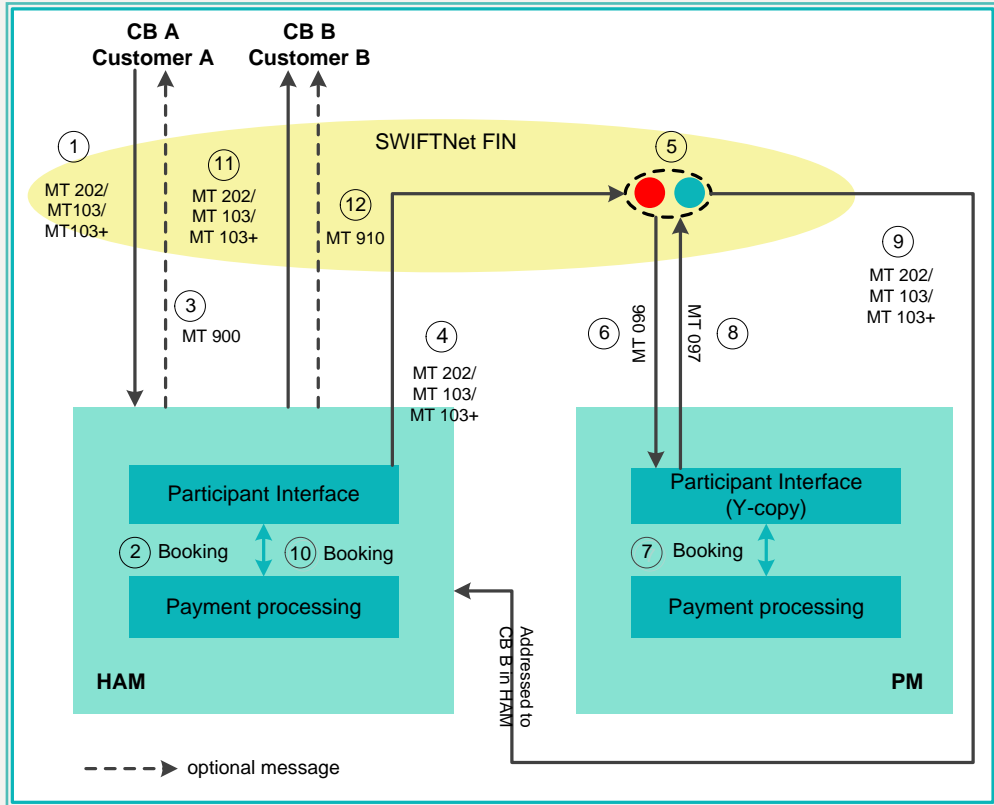 CB A
Customer A
CB B
Customer B
SWIFTNet FIN
1
MT 202/
MT103/
MT103+
11
MT 202/
MT 103/
MT 103+
12
MT 910
5
9
MT 202/
MT 103/
MT 103+
3
MT 900
4
MT 202/
MT 103/
MT 103+
6
MT 096
MT 097
8
Participant Interface
2
Booking
10
Booking
Payment processing
HAM
Participant Interface
(Y-copy)
7
Booking
Payment processing
PM
Addressed to
CB B in HAM
optional message